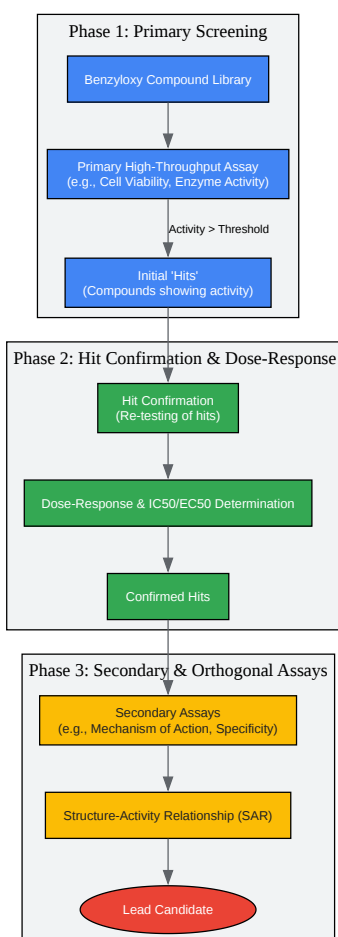 Phase 1: Primary Screening
Benzyloxy Compound Library
Primary High-Throughput Assay
(e.g., Cell Viability, Enzyme Activity)
Activity > Threshold
Initial 'Hits'
(Compounds showing activity)
Phase 2: Hit Confirmation & Dose-Response
Hit Confirmation
(Re-testing of hits)
Dose-Response & IC50/EC50 Determination
Confirmed Hits
Phase 3: Secondary & Orthogonal Assays
Secondary Assays
(e.g., Mechanism of Action, Specificity)
Structure-Activity Relationship (SAR)
Lead Candidate